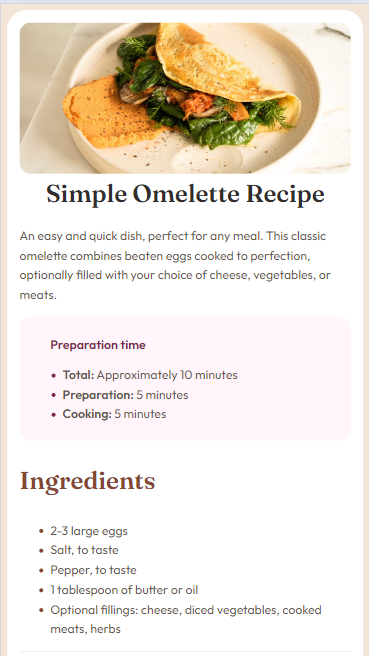 Simple Omelette Recipe
An easy and quick dish, perfect for any meal. This classic
omelette combines beaten eggs cooked to perfection,
optionally filled with your choice of cheese, vegetables, or
meats.
Preparation time
• Total: Approximately 10 minutes
• Preparation: 5 minutes
• Cooking: 5 minutes
Ingredients
• 2-3 large eggs
• Salt, to taste
• Pepper, to taste
• 1 tablespoon of butter or oil
• Optional fillings: cheese, diced vegetables, cooked
meats, herbs